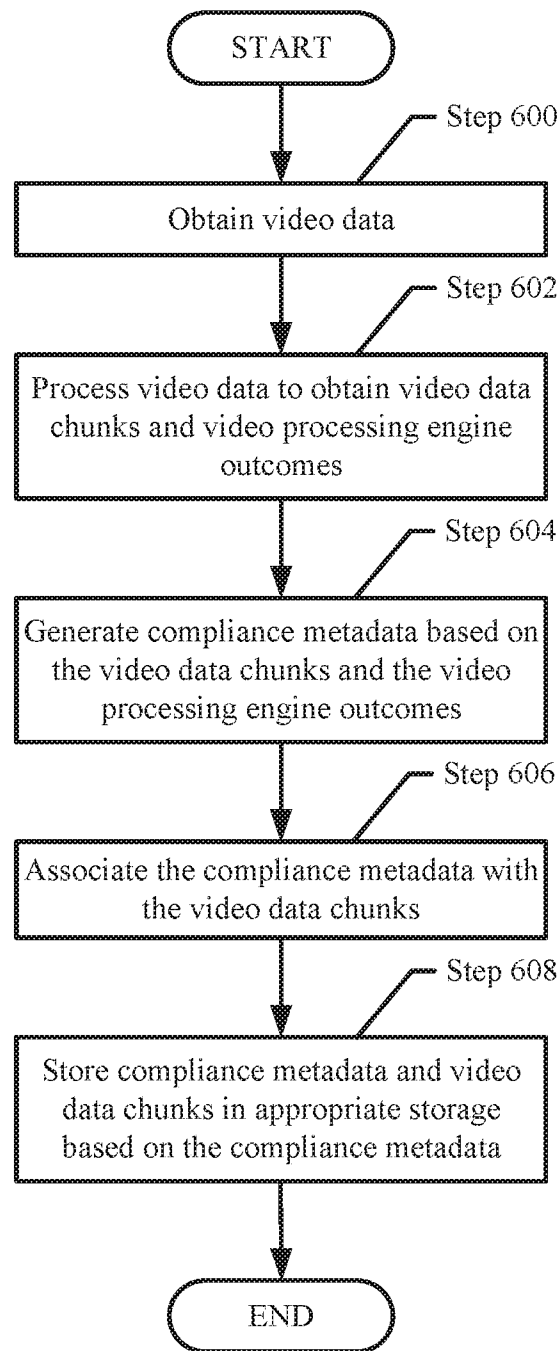 START
Step 600
Obtain video data
Step 602
Process video data to obtain video data
chunks and video processing engine
outcomes
Step 604
Generate compliance metadata based on
the video data chunks and the video
processing engine outcomes
Step 606
Associate the compliance metadata with
the video data chunks
Step 608
Store compliance metadata and video
data chunks in appropriate storage
based on the compliance metadata
END